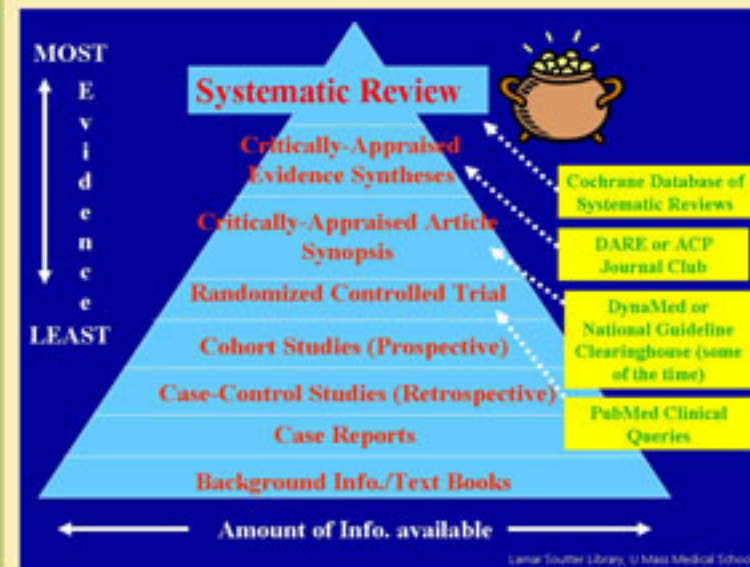 MOST
Evidence
LEAST
Systematic Review
Critically-Appraised
Evidence Syntheses
Critically-Appraised Article
Synopsis
Randomized Controlled Trial
Cohort Studies (Prospective)
Case-Control Studies (Retrospective)
Case Reports
Background Info./Text Books
Cochrane Database of
Systematic Reviews
DARE or ACP
Journal Club
DynaMed or
National Guideline
Clearinghouse (some
of the time)
PubMed Clinical
Queries
Amount of Info. available
Lamar Soutter Library, U Mass Medical School